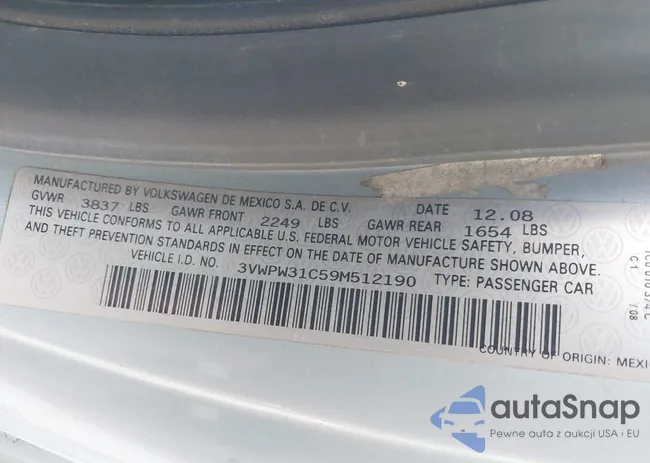 MANUFACTURED BY VOLKSWAGEN DE MEXICO S.A. DE C.V. DATE 12.08
GVWR 3837 LBS GAWR FRONT 2249 LBS GAWR REAR 1654 LBS
THIS VEHICLE CONFORMS TO ALL APPLICABLE U.S. FEDERAL MOTOR VEHICLE SAFETY, BUMPER,
AND THEFT PREVENTION STANDARDS IN EFFECT ON THE DATE OF MANUFACTURE SHOWN ABOVE.
VEHICLE I.D. NO. 3VWPW31C59M512190 TYPE: PASSENGER CAR
COUNTRY OF ORIGIN: MEXI
C1 /08
autaSnap
Pewne auta z aukcji USA i EU